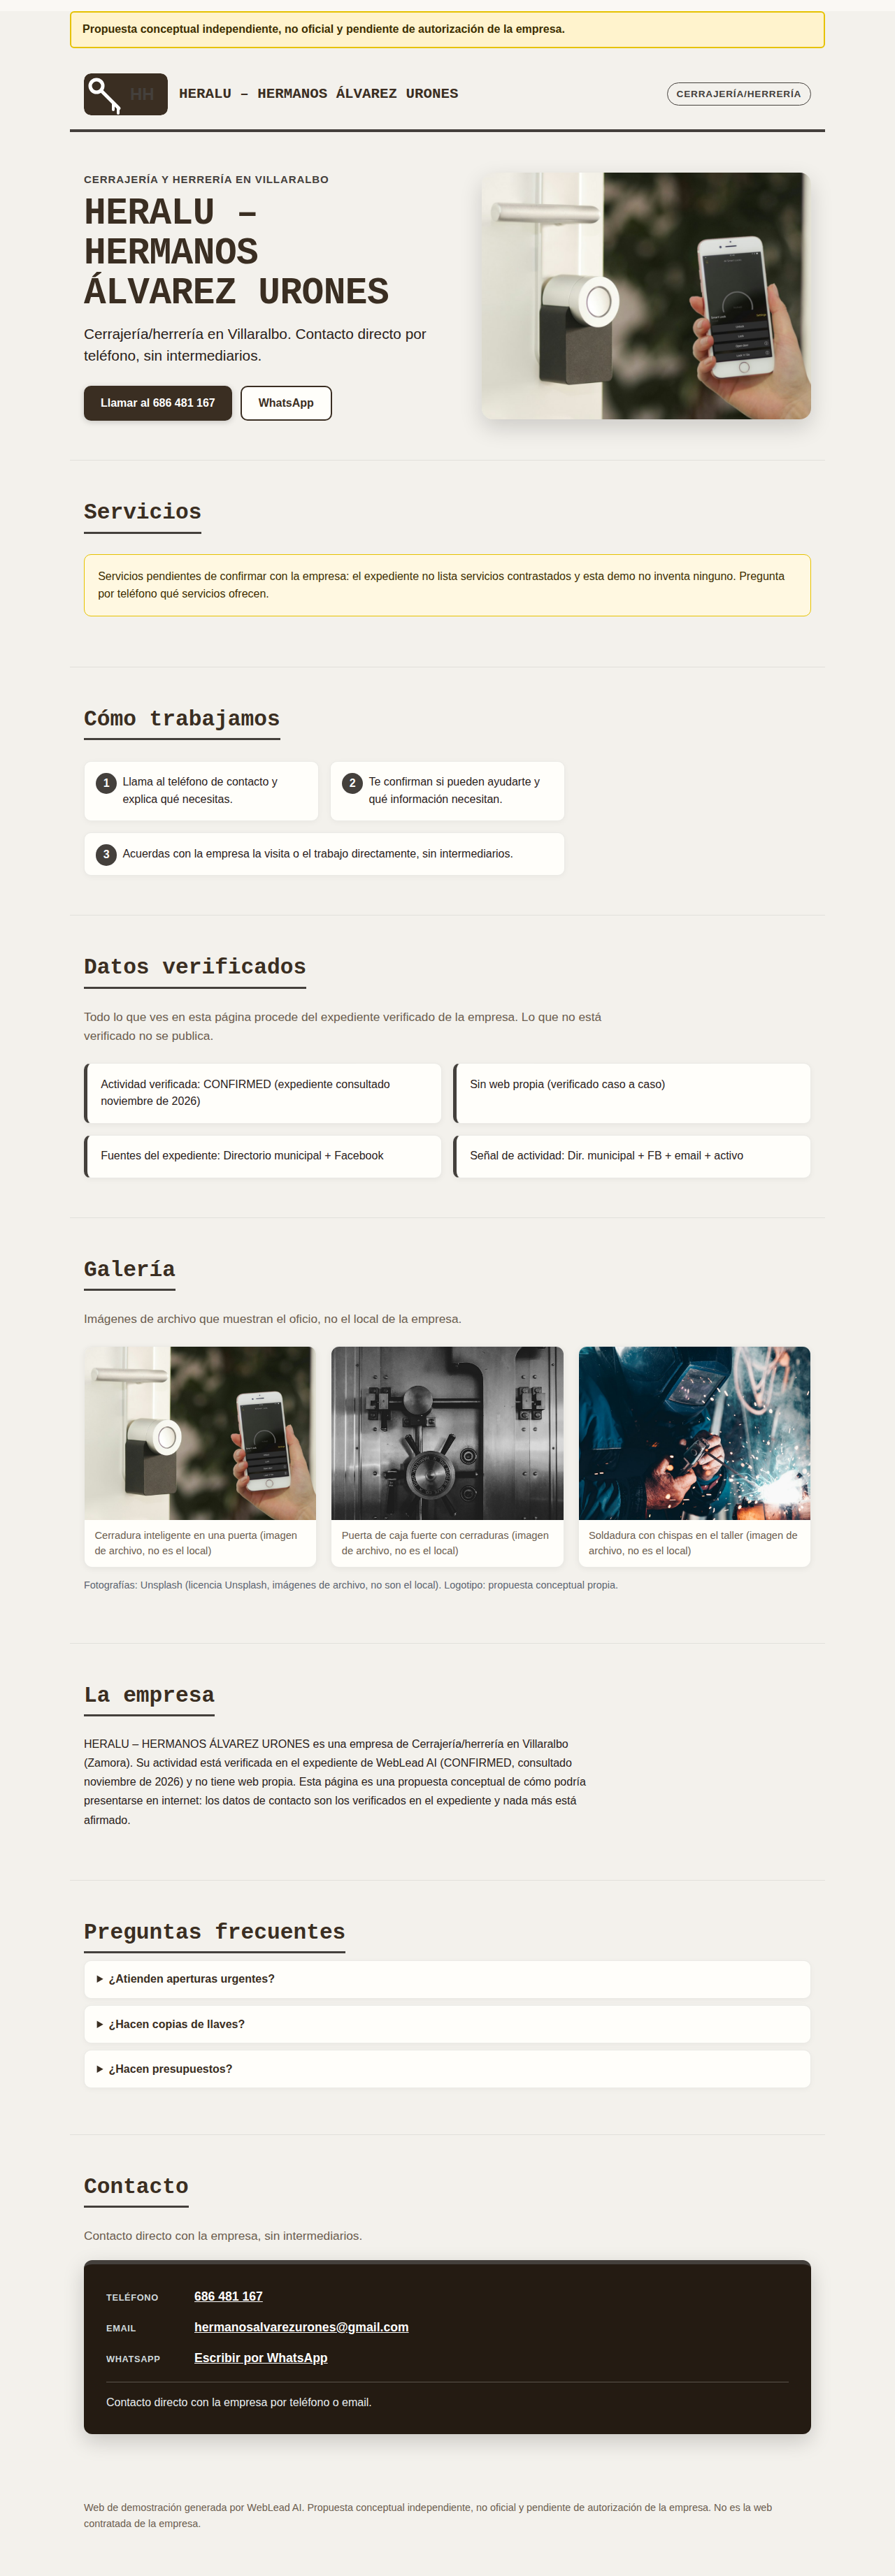 Propuesta conceptual independiente, no oficial y pendiente de autorización de la empresa.
HH
HERALU – HERMANOS ÁLVAREZ URONES
CERRAJERÍA/HERRERÍA
CERRAJERÍA Y HERRERÍA EN VILLARALBO
HERALU –
HERMANOS
ÁLVAREZ URONES
Cerrajería/herrería en Villaralbo. Contacto directo por
teléfono, sin intermediarios.
Llamar al 686 481 167
WhatsApp
Servicios
Servicios pendientes de confirmar con la empresa: el expediente no lista servicios contrastados y esta demo no inventa ninguno. Pregunta
por teléfono qué servicios ofrecen.
Cómo trabajamos
1 Llama al teléfono de contacto y
explica qué necesitas.
2 Te confirman si pueden ayudarte y
qué información necesitan.
3 Acuerdas con la empresa la visita o el trabajo directamente, sin intermediarios.
Datos verificados
Todo lo que ves en esta página procede del expediente verificado de la empresa. Lo que no está
verificado no se publica.
Actividad verificada: CONFIRMED (expediente consultado
noviembre de 2026)
Sin web propia (verificado caso a caso)
Fuentes del expediente: Directorio municipal + Facebook
Señal de actividad: Dir. municipal + FB + email + activo
Galería
Imágenes de archivo que muestran el oficio, no el local de la empresa.
Cerradura inteligente en una puerta (imagen
de archivo, no es el local)
Puerta de caja fuerte con cerraduras (imagen
de archivo, no es el local)
Soldadura con chispas en el taller (imagen de
archivo, no es el local)
Fotografías: Unsplash (licencia Unsplash, imágenes de archivo, no son el local). Logotipo: propuesta conceptual propia.
La empresa
HERALU – HERMANOS ÁLVAREZ URONES es una empresa de Cerrajería/herrería en Villaralbo
(Zamora). Su actividad está verificada en el expediente de WebLead AI (CONFIRMED, consultado
noviembre de 2026) y no tiene web propia. Esta página es una propuesta conceptual de cómo podría
presentarse en internet: los datos de contacto son los verificados en el expediente y nada más está
afirmado.
Preguntas frecuentes
¿Atienden aperturas urgentes?
¿Hacen copias de llaves?
¿Hacen presupuestos?
Contacto
Contacto directo con la empresa, sin intermediarios.
TELÉFONO 686 481 167
EMAIL hermanosalvarezurones@gmail.com
WHATSAPP Escribir por WhatsApp
Contacto directo con la empresa por teléfono o email.
Web de demostración generada por WebLead AI. Propuesta conceptual independiente, no oficial y pendiente de autorización de la empresa. No es la web
contratada de la empresa.